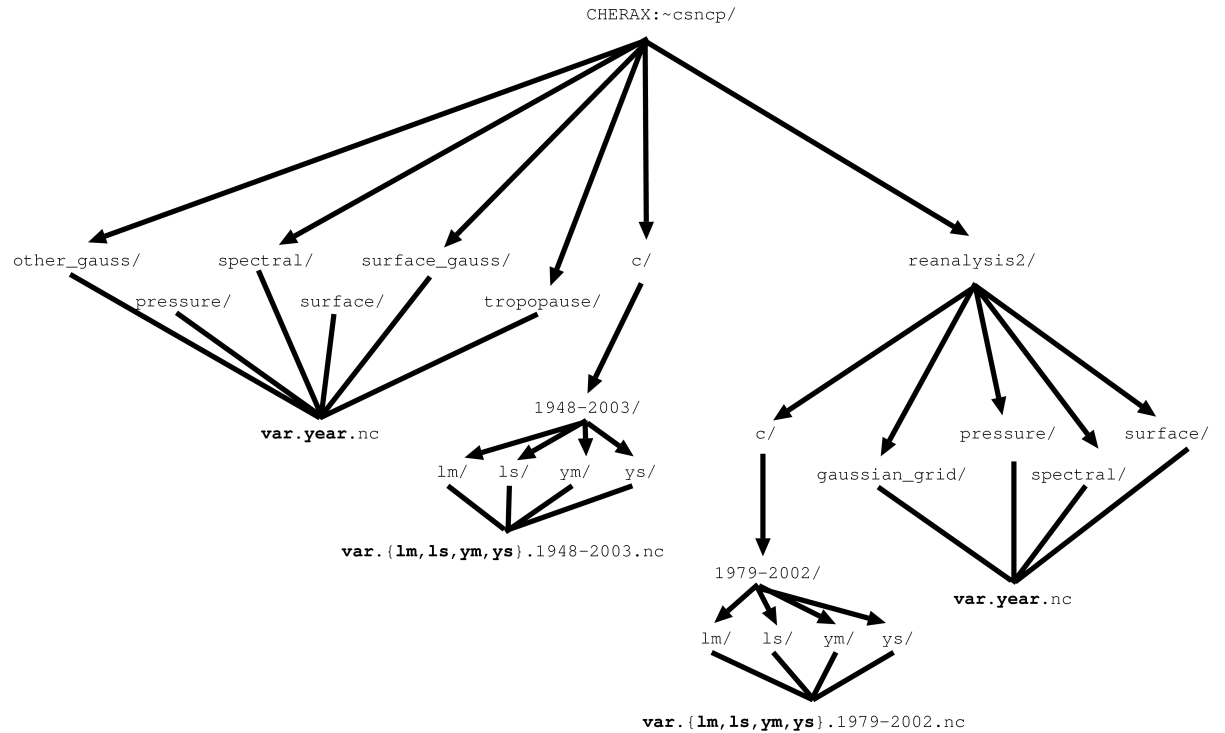 CHERAX:~csncp/
other_gauss/ spectral/ surface_gauss/ c/ reanalysis2/
pressure/ surface/ tropopause/
1948-2003/
var.year.nc
c/ pressure/ surface/
lm/ ls/ ym/ ys/
gaussian_grid/ spectral/
var.{lm,ls,ym,ys}.1948-2003.nc
1979-2002/
var.year.nc
lm/ ls/ ym/ ys/
var.{lm,ls,ym,ys}.1979-2002.nc